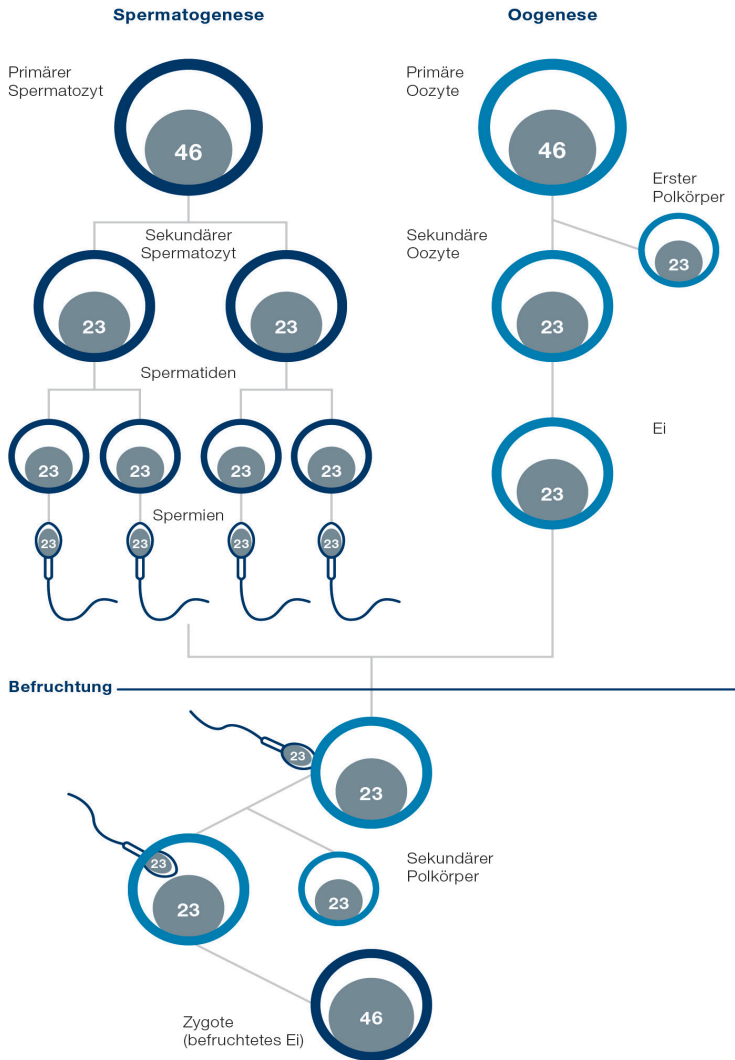 Spermatogenese
Oogenese
Primärer
Spermatozyt
Primäre
Oozyte
46
46
Erster
Polkörper
Sekundärer
Spermatozyt
Sekundäre
Oozyte
23
23
23
23
Spermatiden
Ei
23
23
23
23
23
Spermien
23
23
23
23
Befruchtung
23
23
23
23
23
Sekundärer
Polkörper
Zygote
(befruchtetes Ei)
46